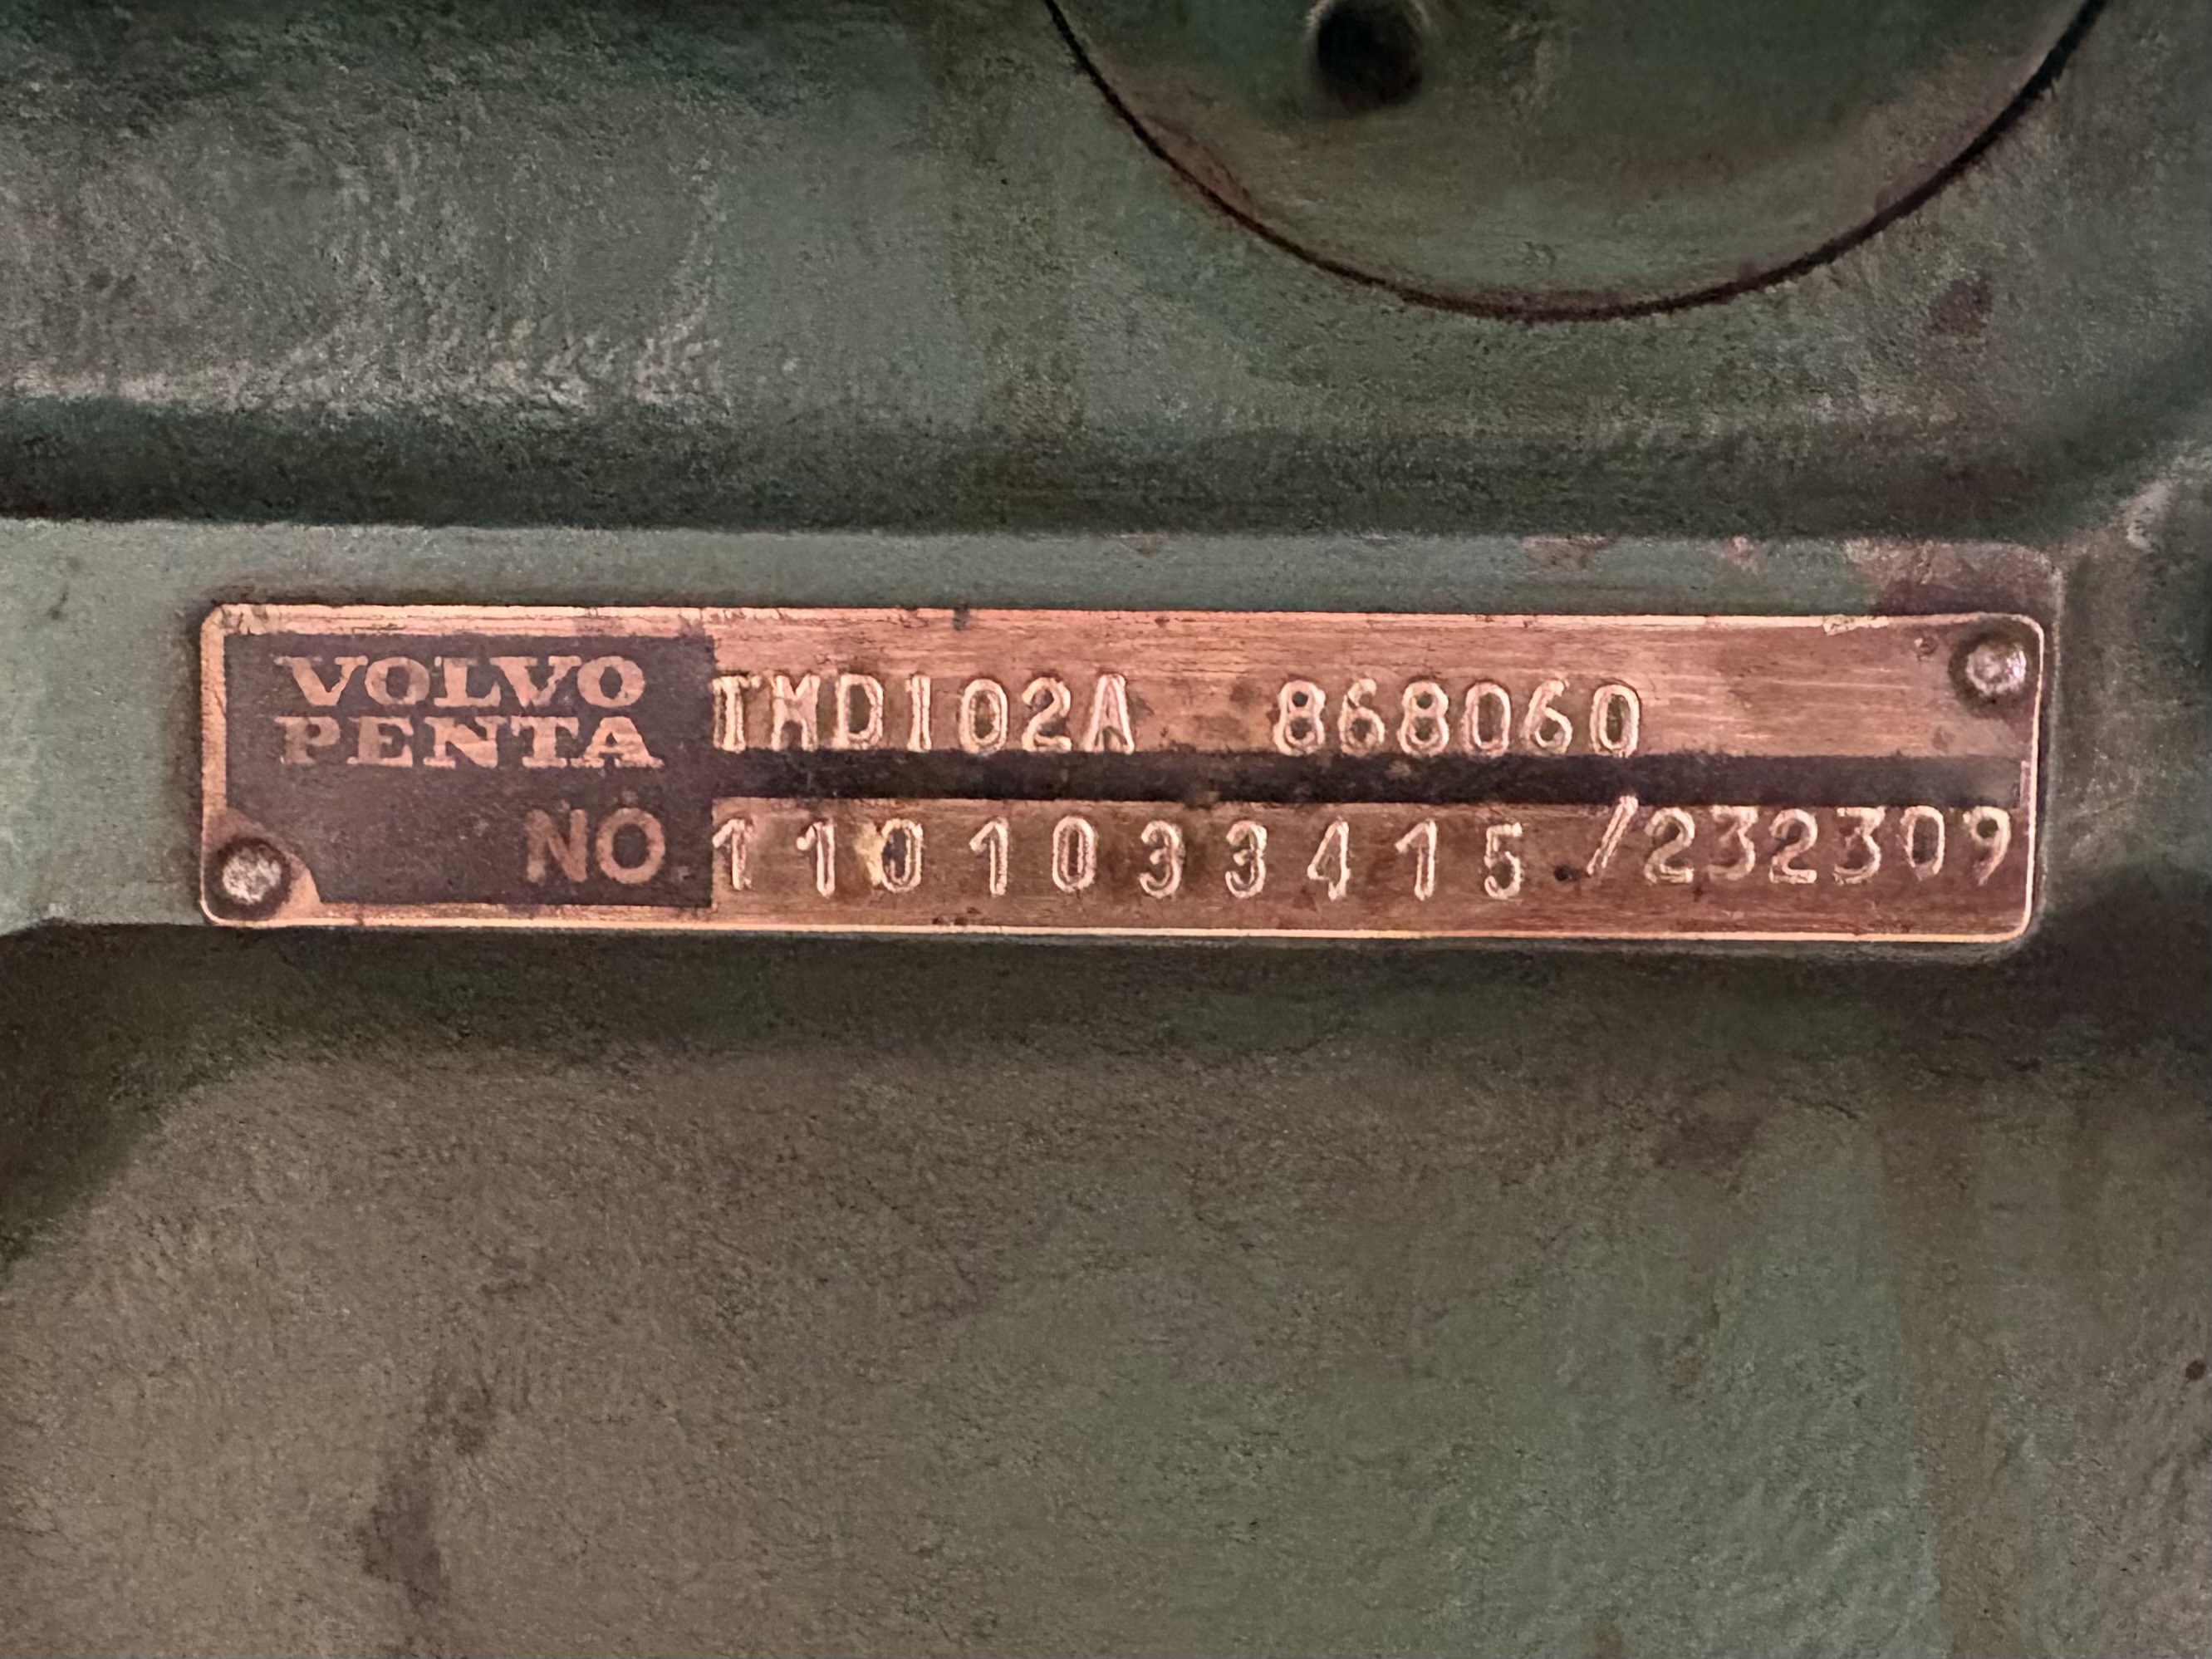 VOLVO
PENTA
TMD102A 868060
NO 1101033415/232309